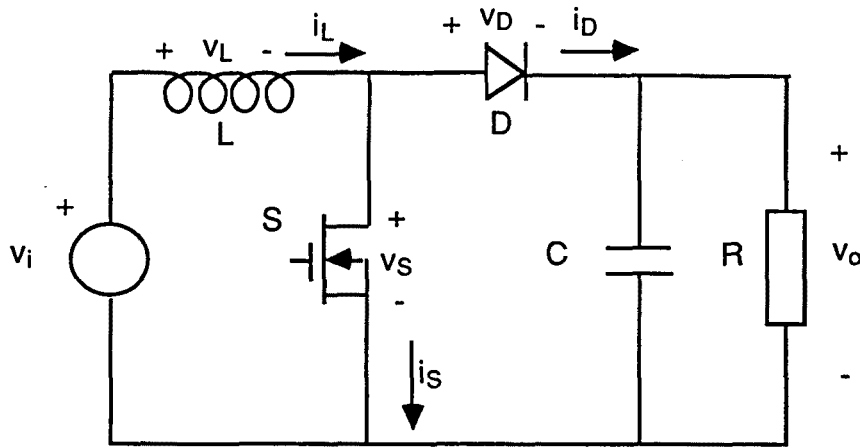 + vL - iL + vD - iD
L D
+
+ S +
vi vS C R vo
-
iS -